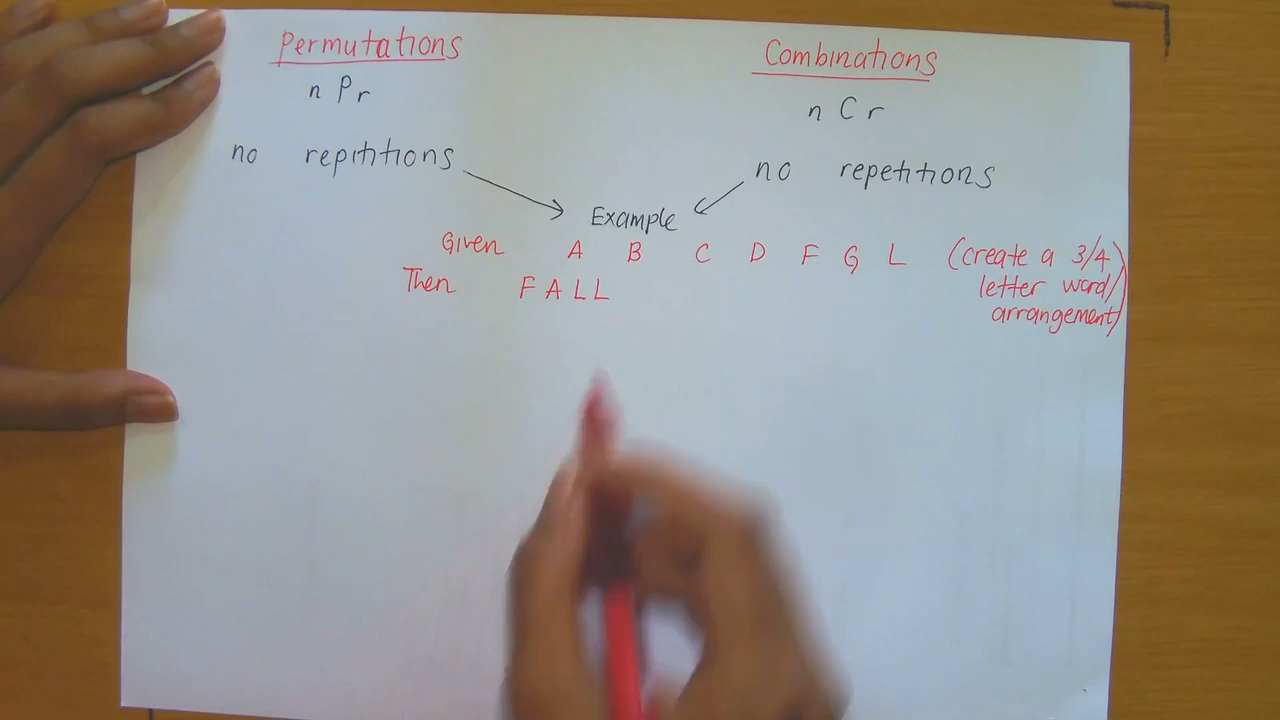 Permutations
Combinations
n P r
n C r
no repititions
no repetitions
Example
Given A B C D F G L (create a 3/4
letter word/
arrangement)
Then F A L L